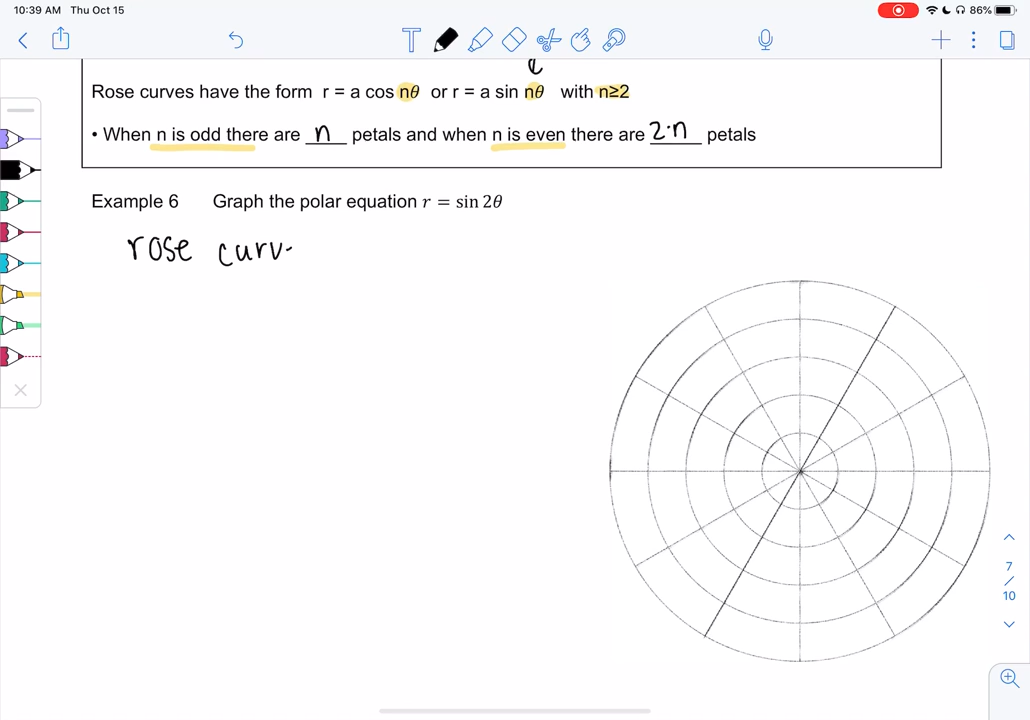 10:39 AM Thu Oct 15 86%
T
Rose curves have the form r = a cos nθ or r = a sin nθ with n≥2
• When n is odd there are n petals and when n is even there are 2·n petals
Example 6 Graph the polar equation r = sin 2θ
rose curv
7
/
10